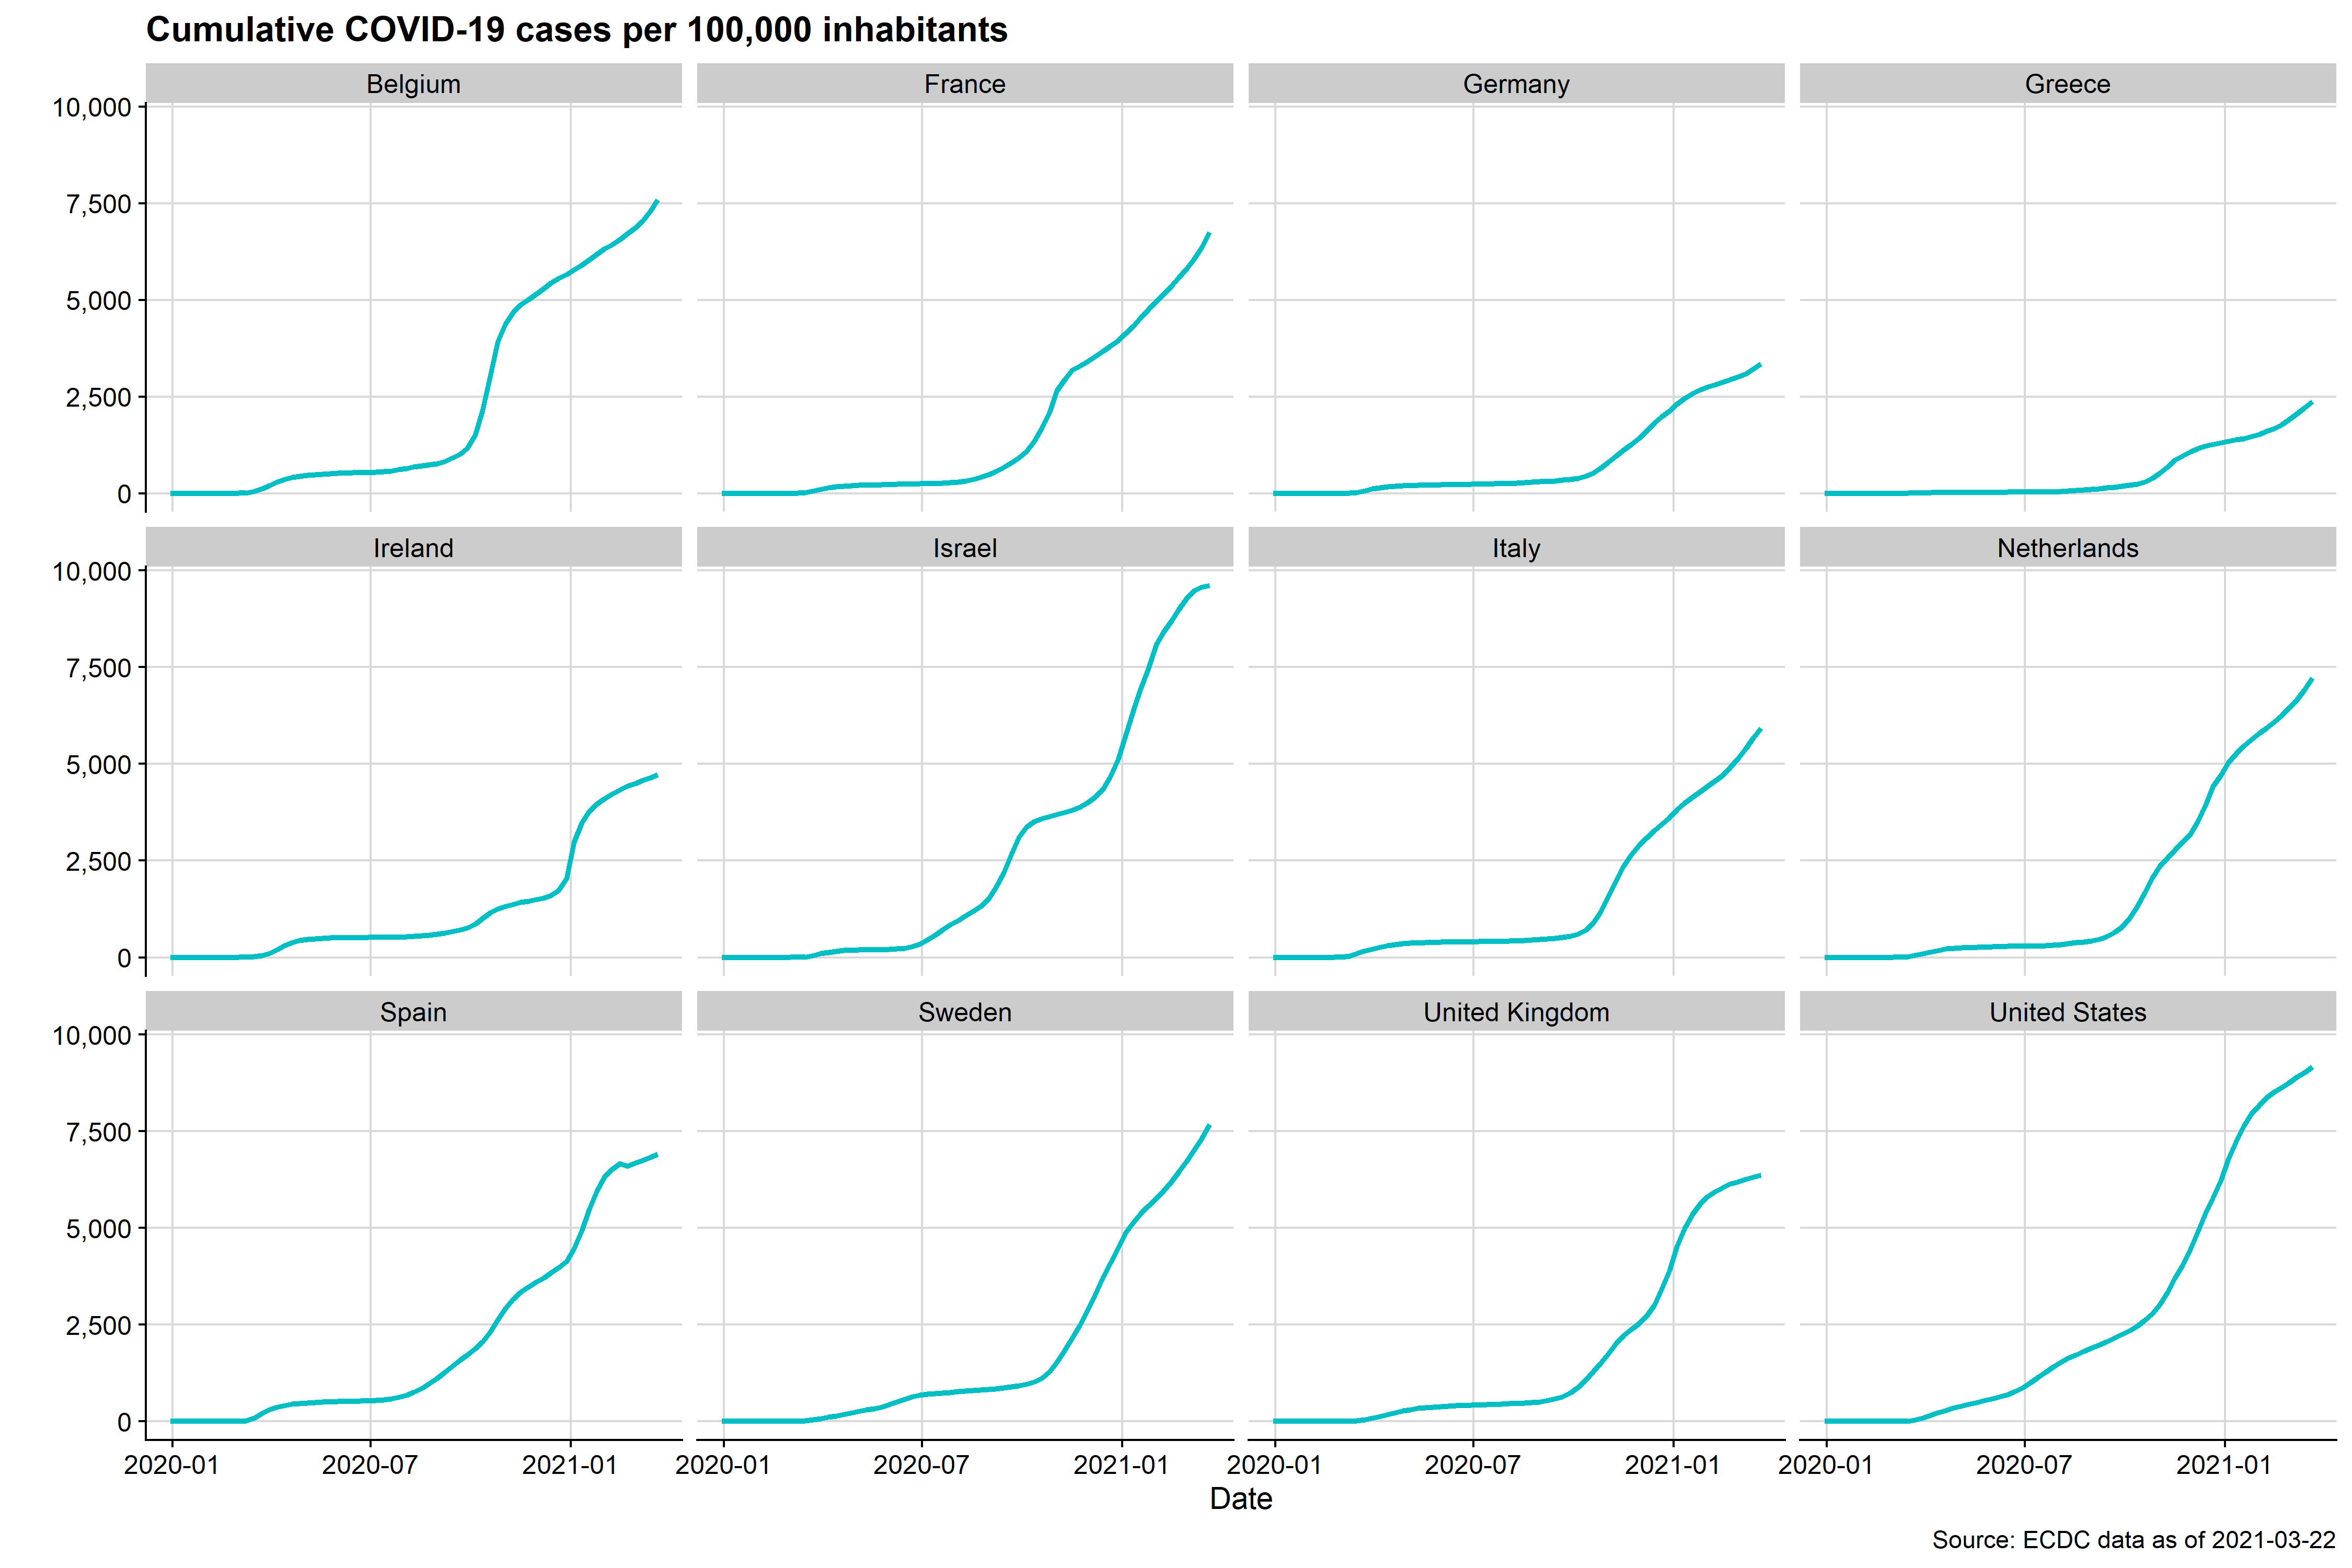 Cumulative COVID-19 cases per 100,000 inhabitants
Belgium France Germany Greece
10,000
7,500
5,000
2,500
0
Ireland Israel Italy Netherlands
10,000
7,500
5,000
2,500
0
Spain Sweden United Kingdom United States
10,000
7,500
5,000
2,500
0
2020-01 2020-07 2021-01 2020-01 2020-07 2021-01 2020-01 2020-07 2021-01 2020-01 2020-07 2021-01
Date
Source: ECDC data as of 2021-03-22